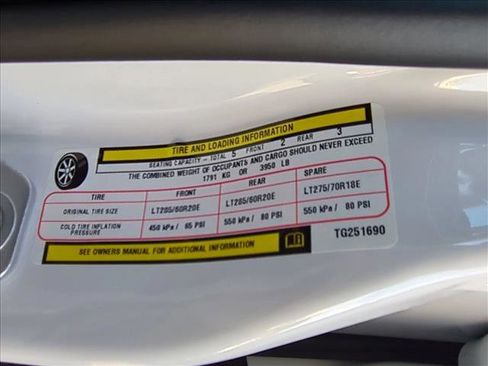 TIRE AND LOADING INFORMATION
SEATING CAPACITY - TOTAL 5 FRONT 2 REAR 3
THE COMBINED WEIGHT OF OCCUPANTS AND CARGO SHOULD NEVER EXCEED
1791 KG OR 3950 LB
TIRE FRONT REAR SPARE
ORIGINAL TIRE SIZE LT285/60R20E LT285/60R20E LT275/70R18E
COLD TIRE INFLATION PRESSURE 450 kPa / 65 PSI 550 kPa / 80 PSI 550 kPa / 80 PSI
SEE OWNERS MANUAL FOR ADDITIONAL INFORMATION
TG251690